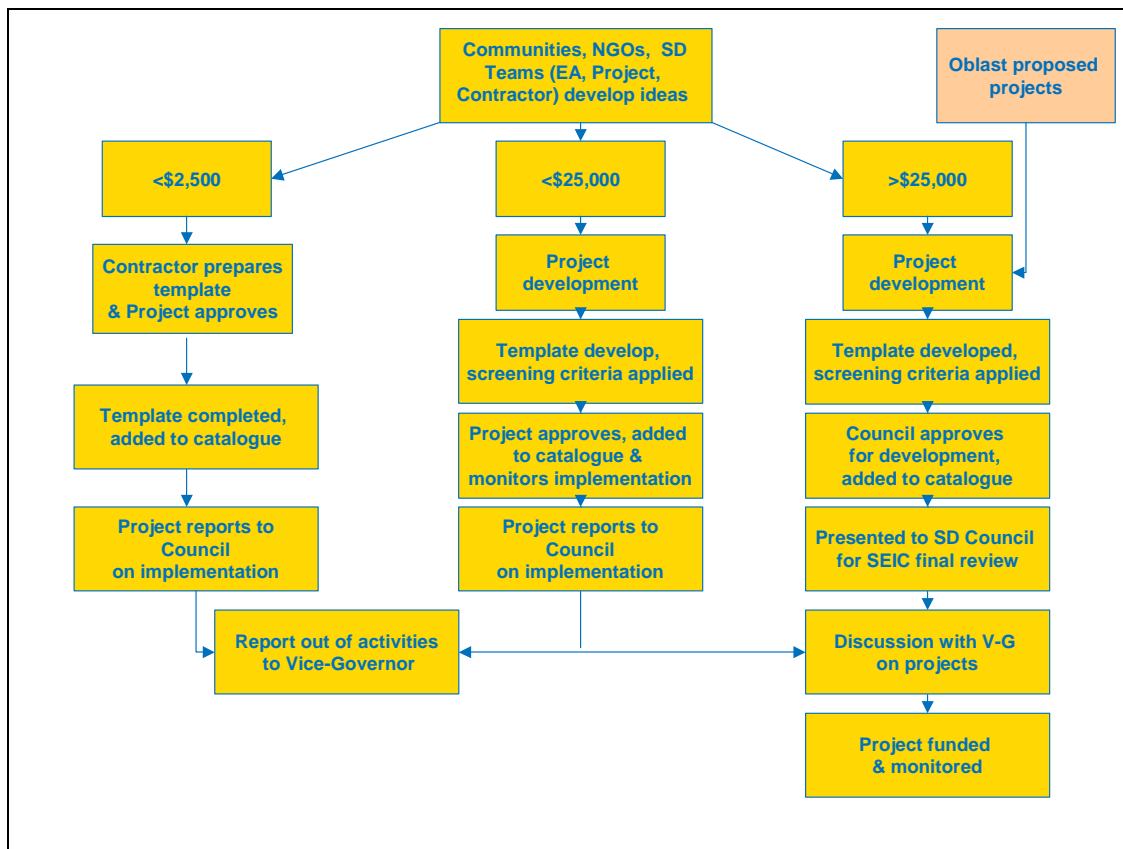 Communities, NGOs, SD
Teams (EA, Project,
Contractor) develop ideas
Oblast proposed
projects
<$2,500
<$25,000
>$25,000
Contractor prepares
template
& Project approves
Project
development
Project
development
Template develop,
screening criteria applied
Template developed,
screening criteria applied
Template completed,
added to catalogue
Project approves, added
to catalogue &
monitors implementation
Council approves
for development,
added to catalogue
Project reports to
Council
on implementation
Project reports to
Council
on implementation
Presented to SD Council
for SEIC final review
Report out of activities
to Vice-Governor
Discussion with V-G
on projects
Project funded
& monitored